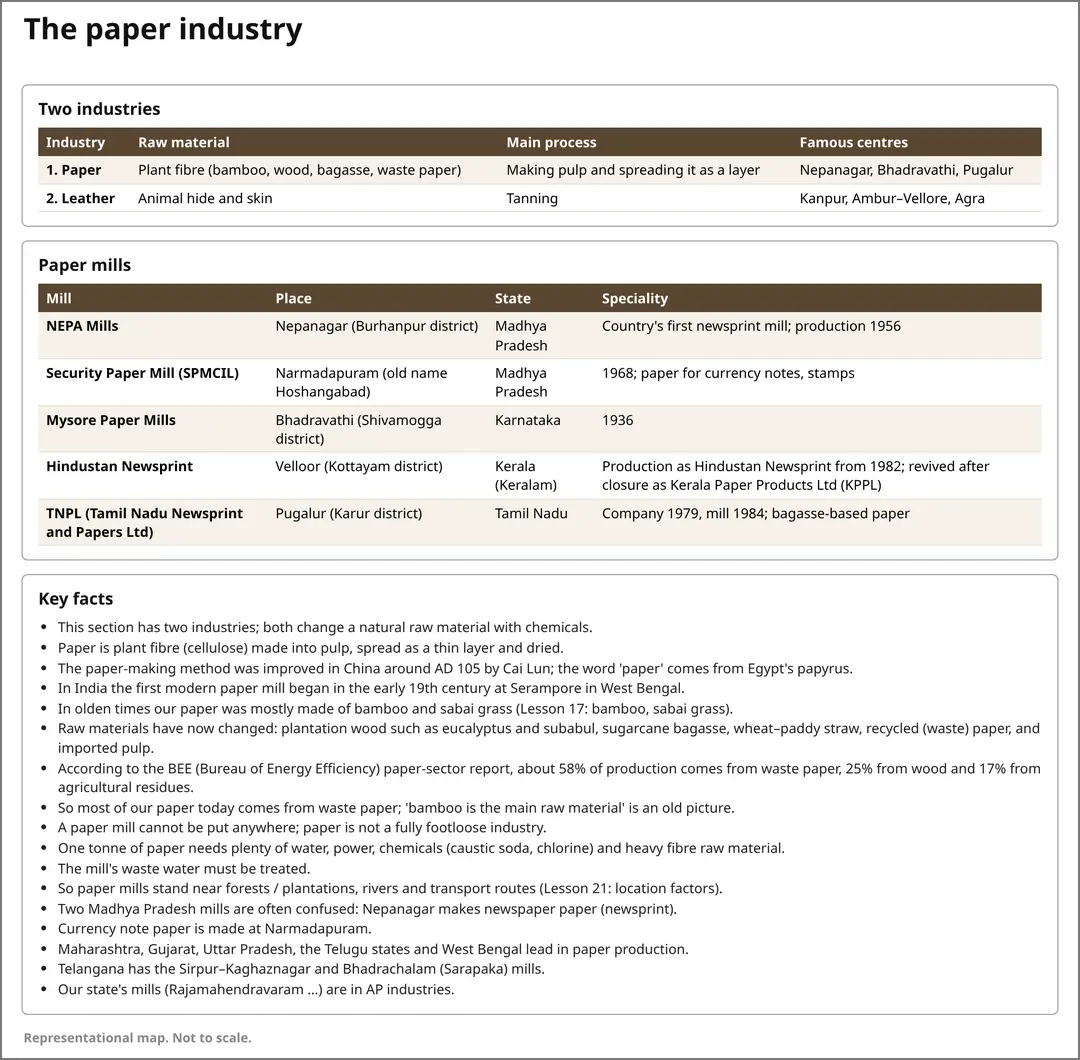 The paper industry
Two industries
Industry Raw material Main process Famous centres
1. Paper Plant fibre (bamboo, wood, bagasse, waste paper) Making pulp and spreading it as a layer Nepanagar, Bhadravathi, Pugalur
2. Leather Animal hide and skin Tanning Kanpur, Ambur–Vellore, Agra
Paper mills
Mill Place State Speciality
NEPA Mills Nepanagar (Burhanpur district) Madhya Country's first newsprint mill; production 1956
Pradesh
Security Paper Mill (SPMCIL) Narmadapuram (old name Madhya 1968; paper for currency notes, stamps
Hoshangabad) Pradesh
Mysore Paper Mills Bhadravathi (Shivamogga Karnataka 1936
district)
Hindustan Newsprint Velloor (Kottayam district) Kerala Production as Hindustan Newsprint from 1982; revived after
(Keralam) closure as Kerala Paper Products Ltd (KPPL)
TNPL (Tamil Nadu Newsprint Pugalur (Karur district) Tamil Nadu Company 1979, mill 1984; bagasse-based paper
and Papers Ltd)
Key facts
• This section has two industries; both change a natural raw material with chemicals.
• Paper is plant fibre (cellulose) made into pulp, spread as a thin layer and dried.
• The paper-making method was improved in China around AD 105 by Cai Lun; the word 'paper' comes from Egypt's papyrus.
• In India the first modern paper mill began in the early 19th century at Serampore in West Bengal.
• In olden times our paper was mostly made of bamboo and sabai grass (Lesson 17: bamboo, sabai grass).
• Raw materials have now changed: plantation wood such as eucalyptus and subabul, sugarcane bagasse, wheat–paddy straw, recycled (waste) paper, and
imported pulp.
• According to the BEE (Bureau of Energy Efficiency) paper-sector report, about 58% of production comes from waste paper, 25% from wood and 17% from
agricultural residues.
• So most of our paper today comes from waste paper; 'bamboo is the main raw material' is an old picture.
• A paper mill cannot be put anywhere; paper is not a fully footloose industry.
• One tonne of paper needs plenty of water, power, chemicals (caustic soda, chlorine) and heavy fibre raw material.
• The mill's waste water must be treated.
• So paper mills stand near forests / plantations, rivers and transport routes (Lesson 21: location factors).
• Two Madhya Pradesh mills are often confused: Nepanagar makes newspaper paper (newsprint).
• Currency note paper is made at Narmadapuram.
• Maharashtra, Gujarat, Uttar Pradesh, the Telugu states and West Bengal lead in paper production.
• Telangana has the Sirpur–Kaghaznagar and Bhadrachalam (Sarapaka) mills.
• Our state's mills (Rajamahendravaram ...) are in AP industries.
Representational map. Not to scale.